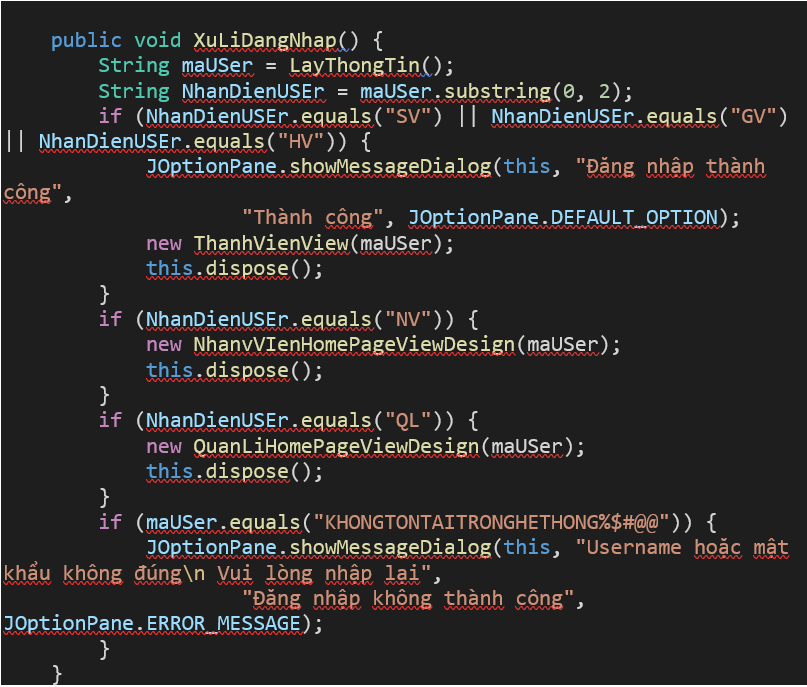 public void XuLiDangNhap() {
        String maUSer = LayThongTin();
        String NhanDienUSEr = maUSer.substring(0, 2);
        if (NhanDienUSEr.equals("SV") || NhanDienUSEr.equals("GV")
|| NhanDienUSEr.equals("HV")) {
            JOptionPane.showMessageDialog(this, "Đăng nhập thành
công",
                    "Thành công", JOptionPane.DEFAULT_OPTION);
            new ThanhVienView(maUSer);
            this.dispose();
        }
        if (NhanDienUSEr.equals("NV")) {
            new NhanvVIenHomePageViewDesign(maUSer);
            this.dispose();
        }
        if (NhanDienUSEr.equals("QL")) {
            new QuanLiHomePageViewDesign(maUSer);
            this.dispose();
        }
        if (maUSer.equals("KHONGTONTAITRONGHETHONG%$#@@")) {
            JOptionPane.showMessageDialog(this, "Username hoặc mật
khẩu không đúng\n Vui lòng nhập lại",
                    "Đăng nhập không thành công",
JOptionPane.ERROR_MESSAGE);
        }
    }